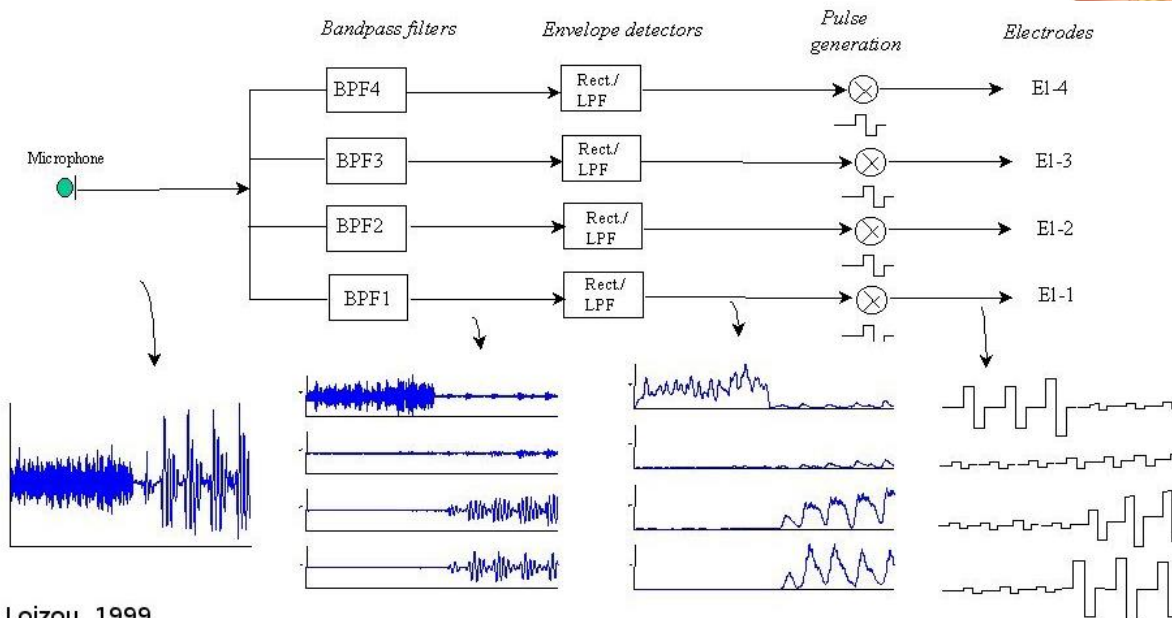 Bandpass filters
Envelope detectors
Pulse
generation
Electrodes
BPF4
Rect./
LPF
El-4
Microphone
BPF3
Rect./
LPF
El-3
BPF2
Rect./
LPF
El-2
BPF1
Rect./
LPF
El-1
Loizou, 1999